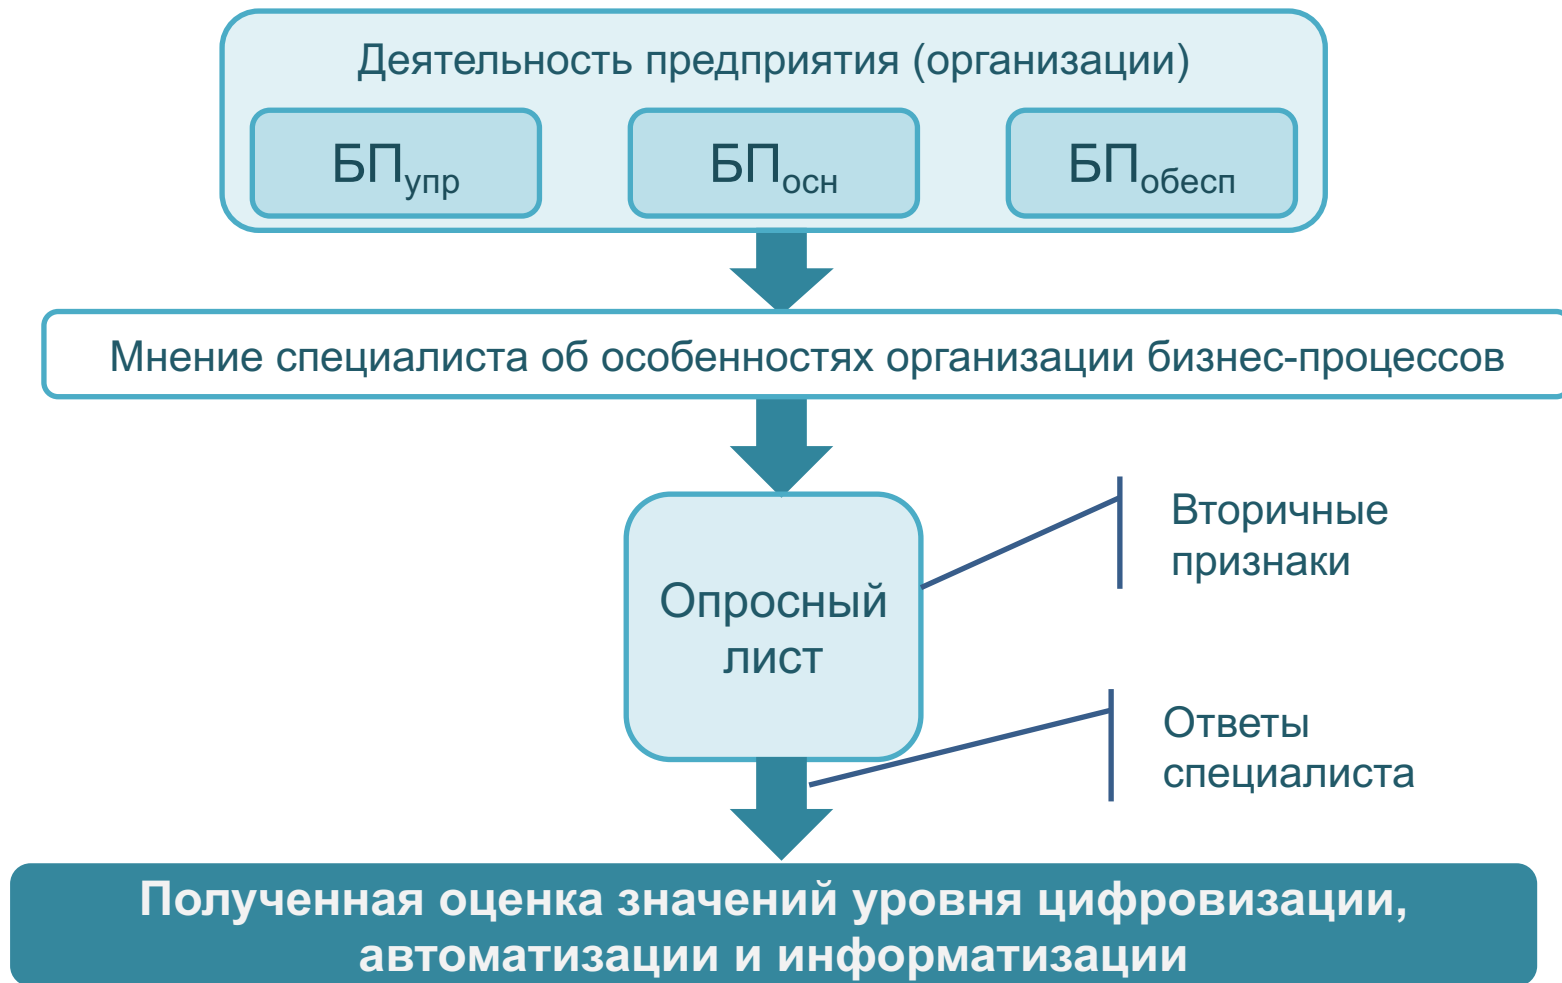 Деятельность предприятия (организации)
БПупр
БПосн
БПобесп
Мнение специалиста об особенностях организации бизнес-процессов
Вторичные
признаки
Опросный
лист
Ответы
специалиста
Полученная оценка значений уровня цифровизации,
автоматизации и информатизации